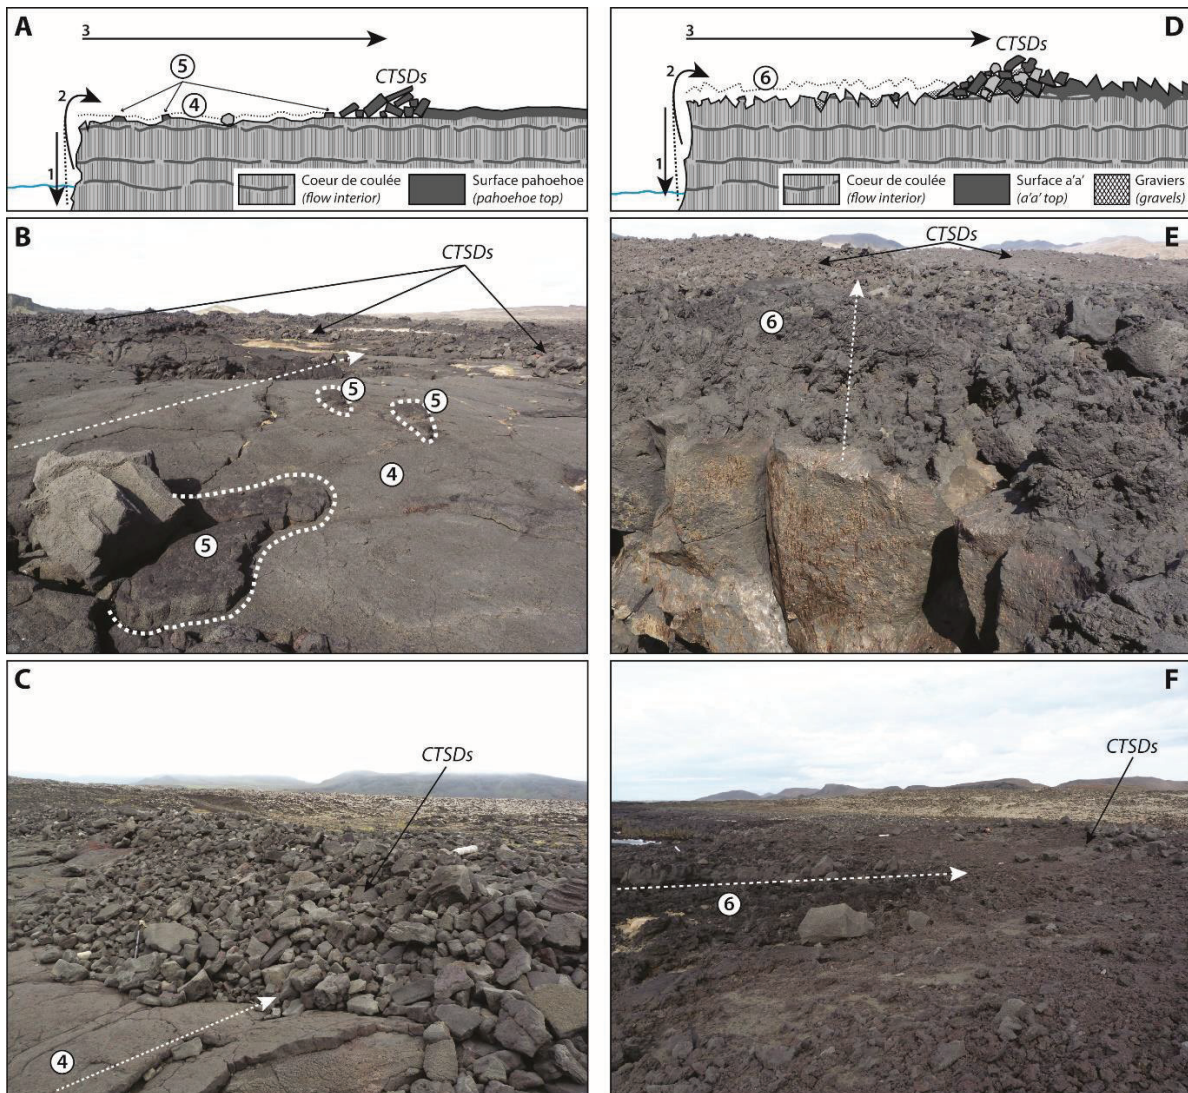 A
3
5
2
CTSDs
4
1
Coeur de coulée
(flow interior)
Surface pahoehoe
(pahoehoe top)
D
3
CTSDs
2
6
1
Coeur de coulée
(flow interior)
Surface a'a'
(a'a' top)
Graviers
(gravels)
B
CTSDs
5
5
4
5
E
CTSDs
6
C
CTSDs
4
F
CTSDs
6